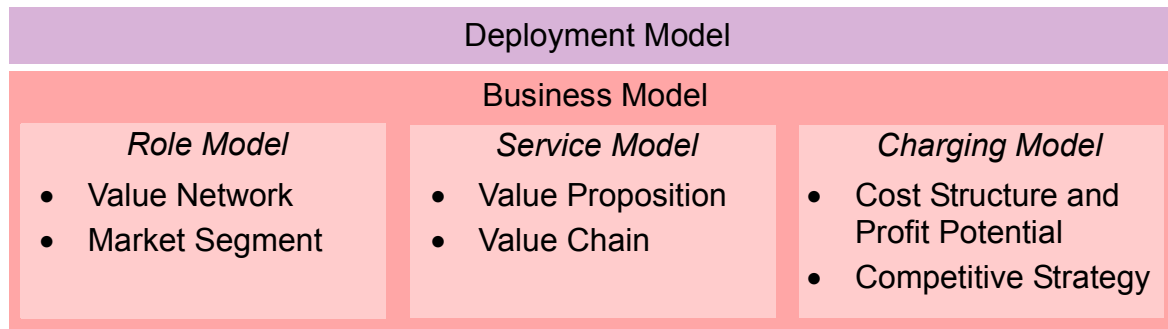 Deployment Model
Business Model
Role Model
• Value Network
• Market Segment
Service Model
• Value Proposition
• Value Chain
Charging Model
• Cost Structure and
Profit Potential
• Competitive Strategy